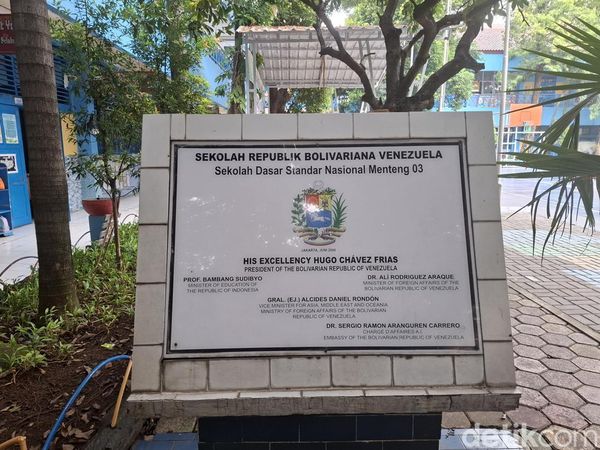 SEKOLAH REPUBLIK BOLIVARIANA VENEZUELA
Sekolah Dasar Standar Nasional Menteng 03
JAKARTA, JUNI 2006
HIS EXCELLENCY HUGO CHÁVEZ FRIAS
PRESIDENT OF THE BOLIVARIAN REPUBLIC OF VENEZUELA
PROF. BAMBANG SUDIBYO
MINISTER OF EDUCATION
OF THE REPUBLIC OF INDONESIA
DR. ALÍ RODRIGUEZ ARAQUE
MINISTER OF FOREIGN AFFAIRS
OF THE BOLIVARIAN REPUBLIC
OF VENEZUELA
GRAL. (EJ.) ALCIDES DANIEL RONDÓN
VICE MINISTER FOR ASIA, MIDDLE EAST AND OCEANIA
MINISTRY OF FOREIGN AFFAIRS OF THE BOLIVARIAN
REPUBLIC OF VENEZUELA
DR. SERGIO RAMON ARANGUREN CARRERO
CHARGÉ D'AFFAIRES A.I.
EMBASSY OF THE BOLIVARIAN REPUBLIC OF VENEZUELA
detikcom